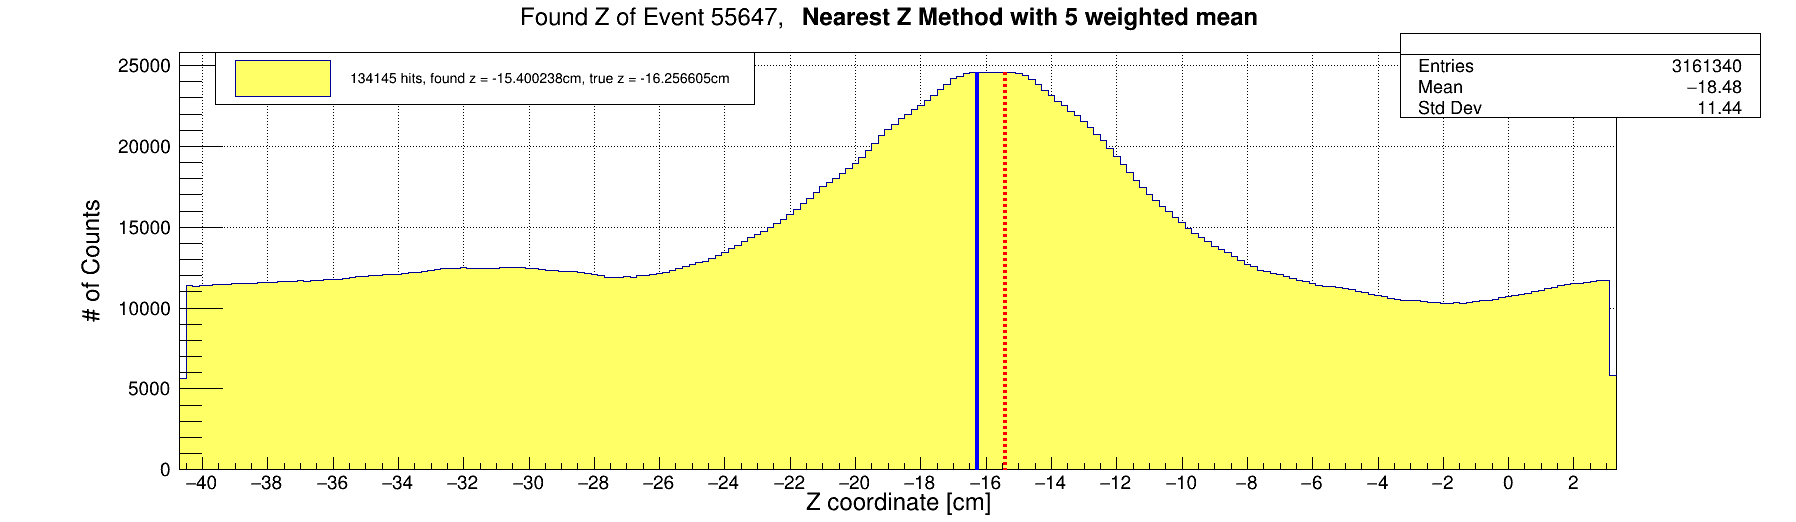 Found Z of Event 55647, Nearest Z Method with 5 weighted mean
134145 hits, found z = -15.400238cm, true z = -16.256605cm
Entries 3161340
Mean −18.48
Std Dev 11.44
# of Counts
25000
20000
15000
10000
5000
0
−40 −38 −36 −34 −32 −30 −28 −26 −24 −22 −20 −18 −16 −14 −12 −10 −8 −6 −4 −2 0 2
Z coordinate [cm]